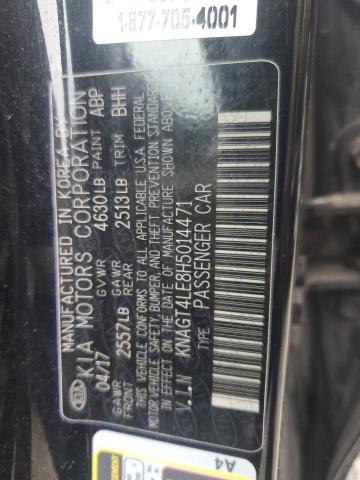 1-877-705-4001
MANUFACTURED IN KOREA BY
KIA MOTORS CORPORATION
04/17 GVWR 4630LB PAINT ABP
GAWR 2557LB GAWR 2513LB TRIM BHH
REAR
THIS VEHICLE CONFORMS TO ALL APPLICABLE U.S.A. FEDERAL
MOTOR VEHICLE SAFETY, BUMPER, AND THEFT PREVENTION STANDARDS
IN EFFECT ON THE DATE OF MANUFACTURE SHOWN ABOVE.
V.I.N : KNAGT4LE8H5014471
TYPE : PASSENGER CAR
KIA
A4